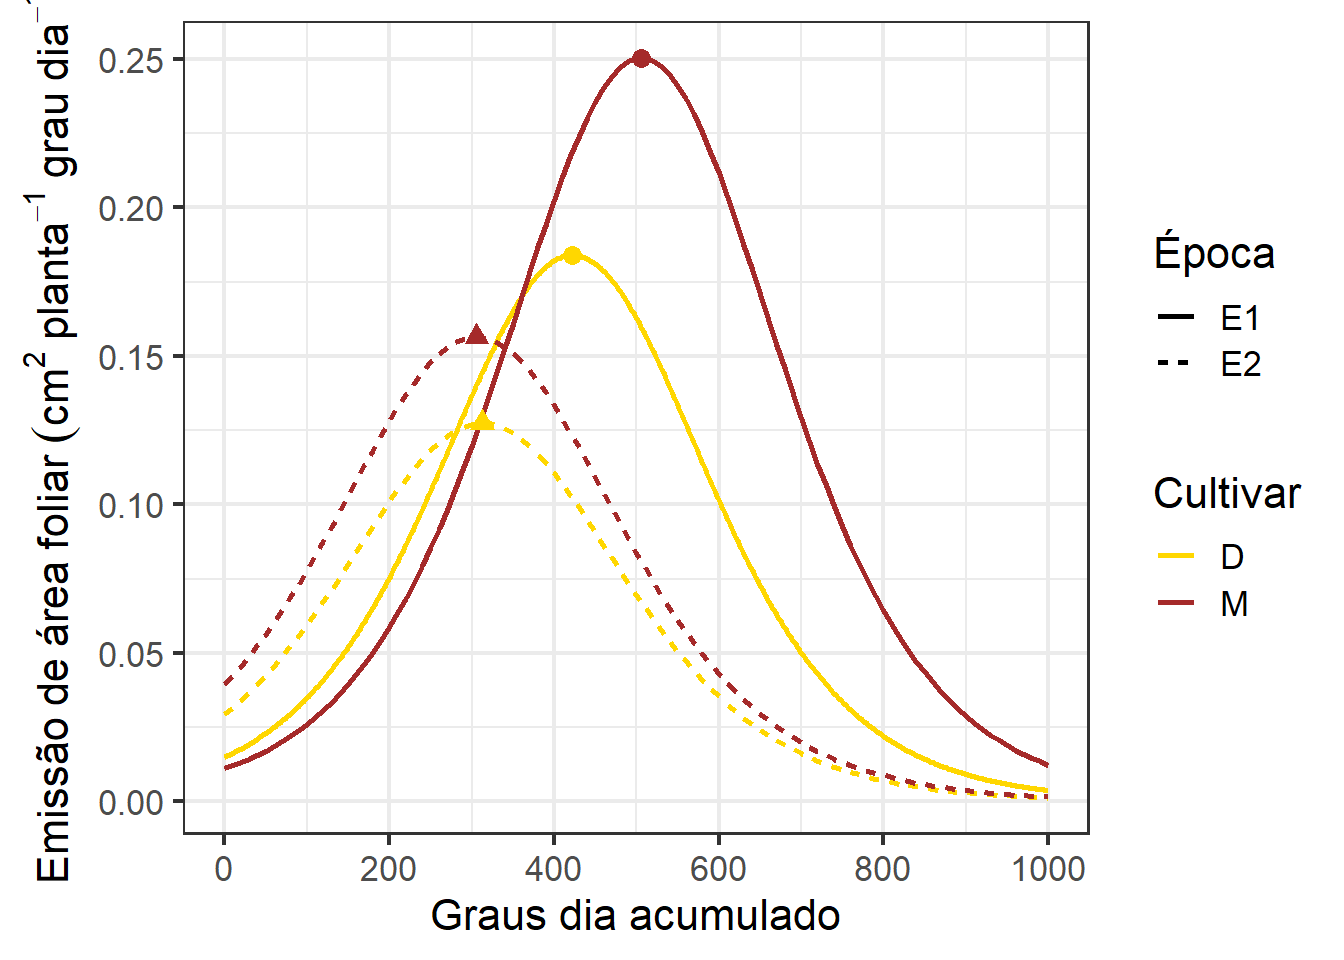 Emissão de área foliar (cm² planta⁻¹ grau dia⁻
0.25
0.20
0.15
0.10
0.05
0.00
0 200 400 600 800 1000
Graus dia acumulado
Época
E1
E2
Cultivar
D
M